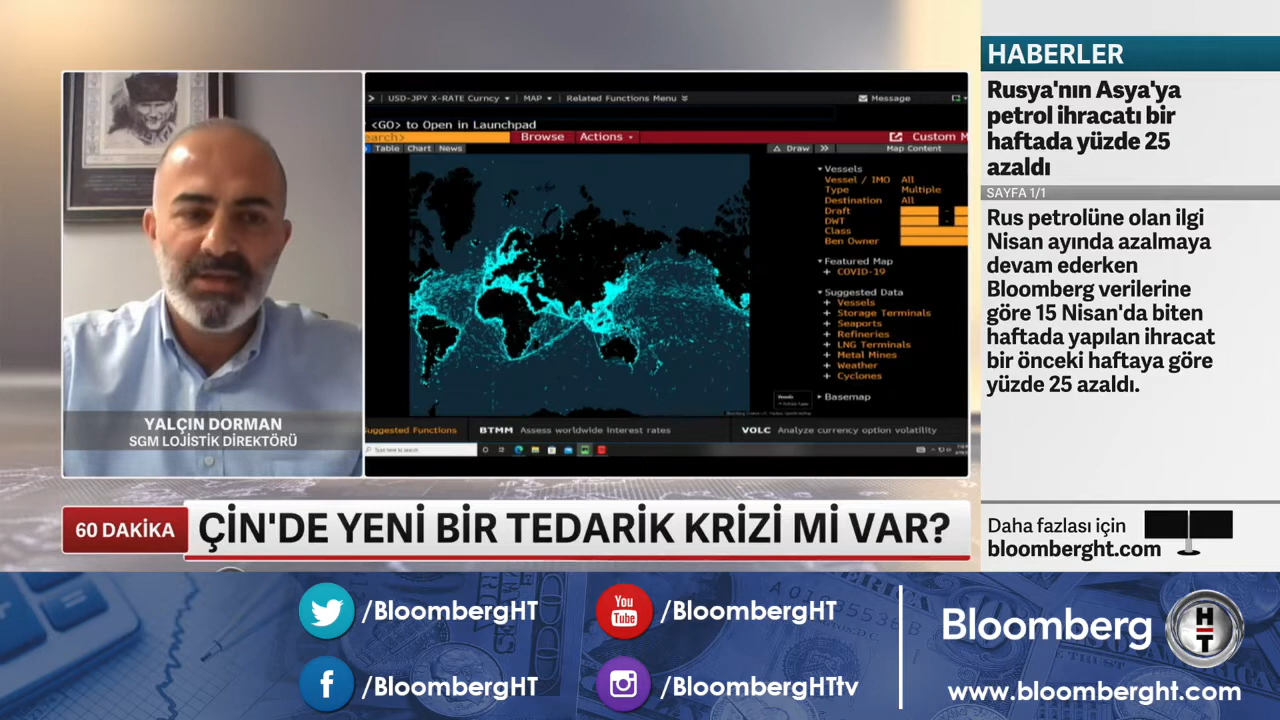 USD-JPY X-RATE Curncy
MAP
Related Functions Menu
Message
<GO> to Open in Launchpad
Browse
Actions
Table
Chart
News
Draw
Map Content
Vessels
Vessel / IMO All
Type Multiple
Destination All
Draft
DWT
Class
Ben Owner
Featured Map
+ COVID-19
Suggested Data
+ Vessels
+ Storage Terminals
+ Seaports
+ Refineries
+ LNG Terminals
+ Metal Mines
+ Weather
+ Cyclones
Basemap
BTMM Assess worldwide interest rates
VOLC Analyze currency option volatility
Type here to search
YALÇIN DORMAN
SGM LOJİSTİK DİREKTÖRÜ
60 DAKİKA
ÇİN'DE YENİ BİR TEDARİK KRİZİ Mİ VAR?
HABERLER
Rusya'nın Asya'ya
petrol ihracatı bir
haftada yüzde 25
azaldı
SAYFA 1/1
Rus petrolüne olan ilgi
Nisan ayında azalmaya
devam ederken
Bloomberg verilerine
göre 15 Nisan'da biten
haftada yapılan ihracat
bir önceki haftaya göre
yüzde 25 azaldı.
Daha fazlası için
bloomberght.com
/BloombergHT
You
Tube
/BloombergHT
/BloombergHT
/BloombergHTtv
Bloomberg
HT
www.bloomberght.com